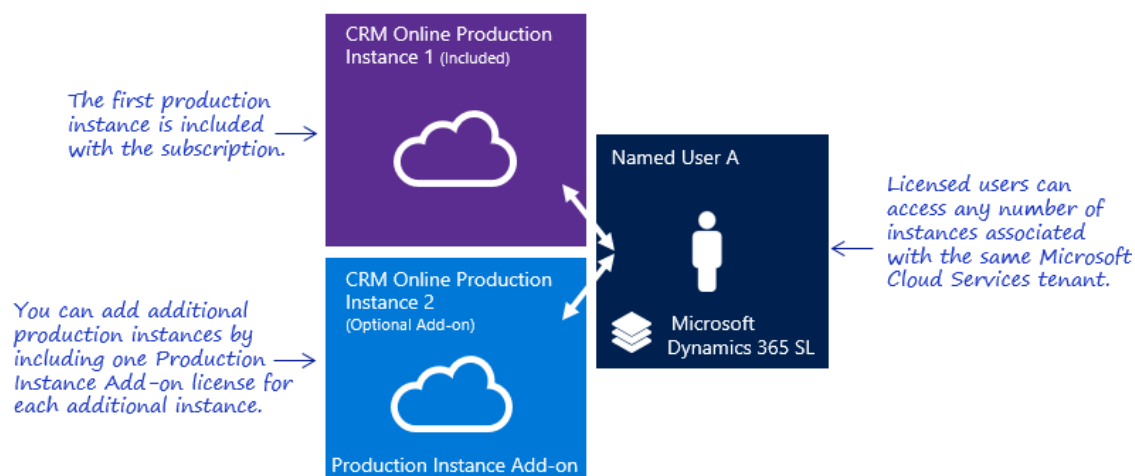 The first production
instance is included
with the subscription.
You can add additional
production instances by
including one Production
Instance Add-on license for
each additional instance.
CRM Online Production
Instance 1 (Included)
CRM Online Production
Instance 2
(Optional Add-on)
Production Instance Add-on
Named User A
Microsoft
Dynamics 365 SL
Licensed users can
access any number of
instances associated
with the same Microsoft
Cloud Services tenant.